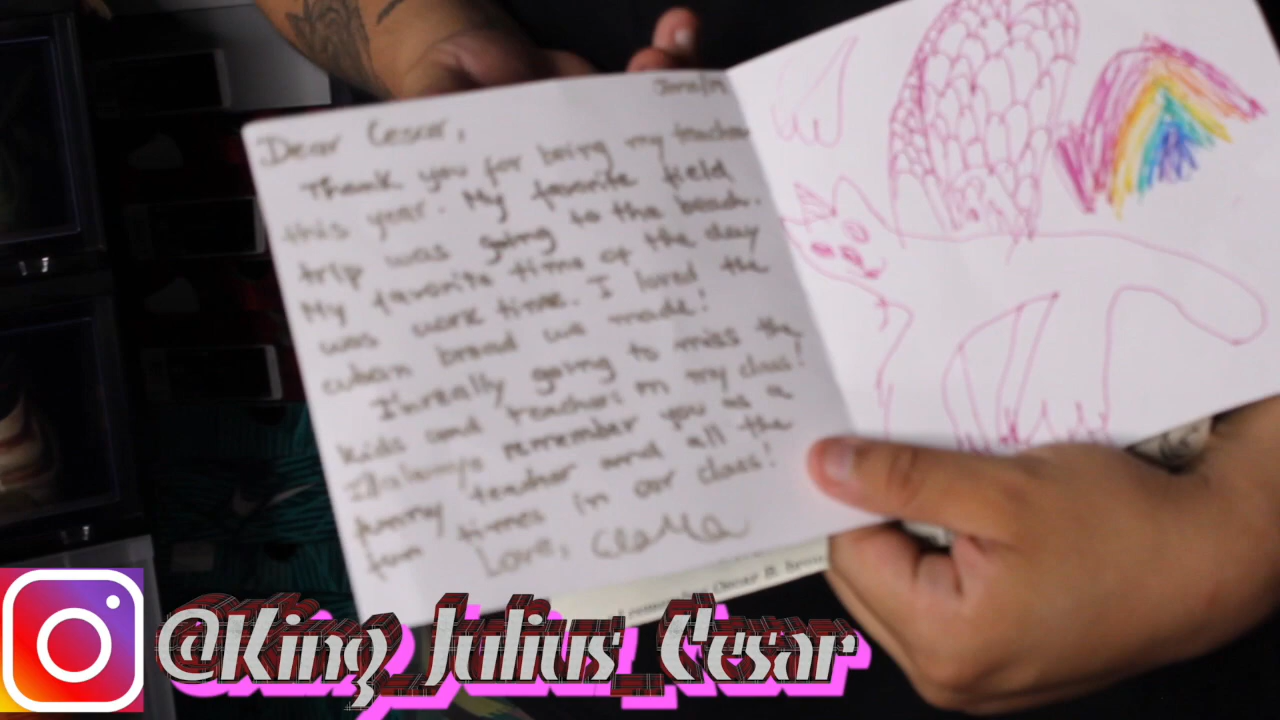 Dear Cesar,
Thank you for being my teacher
this year. My favorite field
trip was going to the beach.
My favorite time of the day
was work time. I loved the
cuban bread we made!
I'm really going to miss the
kids and teachers in my class!
I'll always remember you as a
funny teacher and all the
fun times in our class!
Love,
Oscar B.
@King_Julius_Cesar